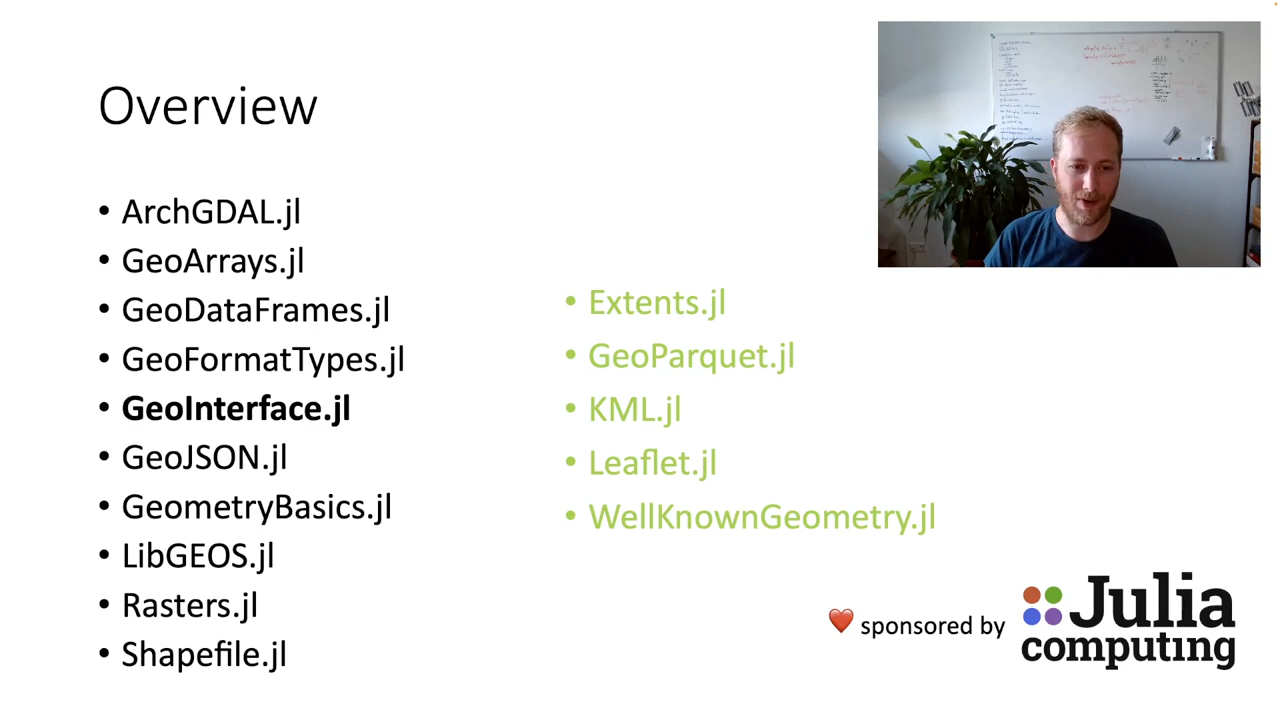 Overview
• ArchGDAL.jl
• GeoArrays.jl
• GeoDataFrames.jl
• GeoFormatTypes.jl
• GeoInterface.jl
• GeoJSON.jl
• GeometryBasics.jl
• LibGEOS.jl
• Rasters.jl
• Shapefile.jl
• Extents.jl
• GeoParquet.jl
• KML.jl
• Leaflet.jl
• WellKnownGeometry.jl
❤️ sponsored by
Julia
computing